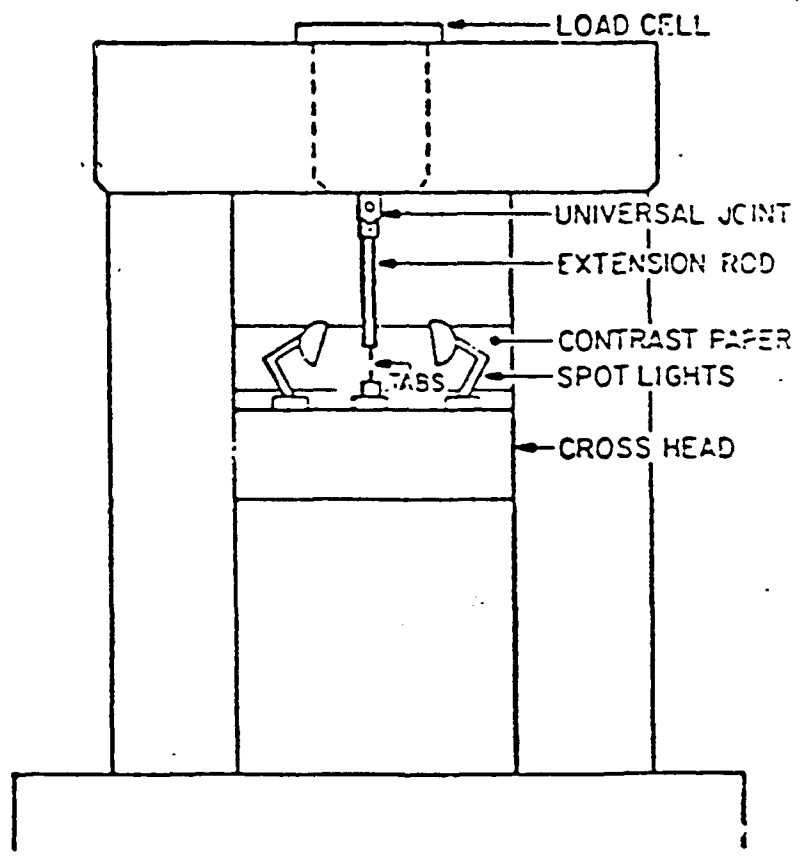 LOAD CELL
UNIVERSAL JOINT
EXTENSION ROD
CONTRAST PAPER
TABS
SPOT LIGHTS
CROSS HEAD